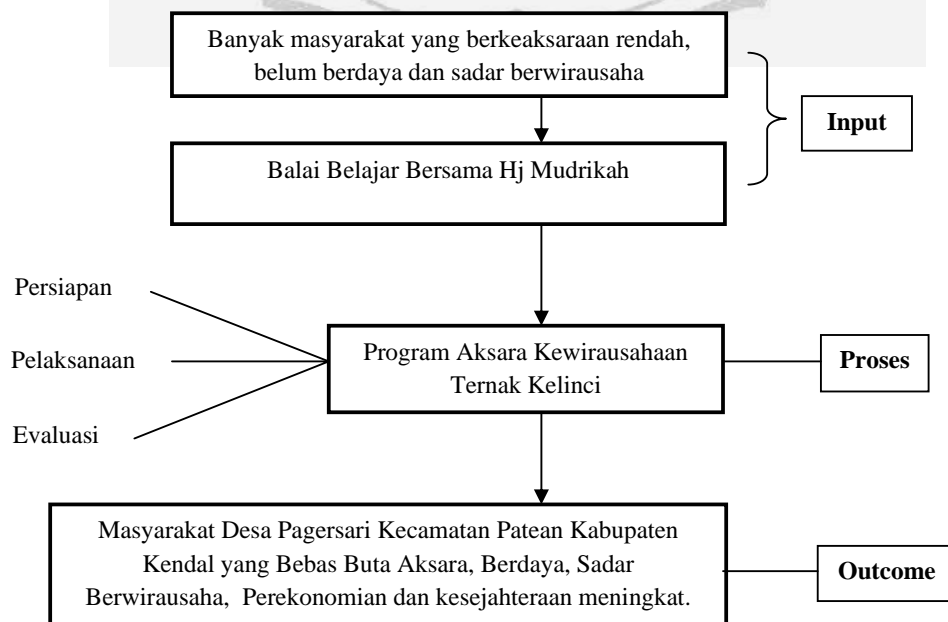 Banyak masyarakat yang berkeaksaraan rendah,
belum berdaya dan sadar berwirausaha
Input
Balai Belajar Bersama Hj Mudrikah
Persiapan
Pelaksanaan
Evaluasi
Program Aksara Kewirausahaan
Ternak Kelinci
Proses
Masyarakat Desa Pagersari Kecamatan Patean Kabupaten
Kendal yang Bebas Buta Aksara, Berdaya, Sadar
Berwirausaha, Perekonomian dan kesejahteraan meningkat.
Outcome